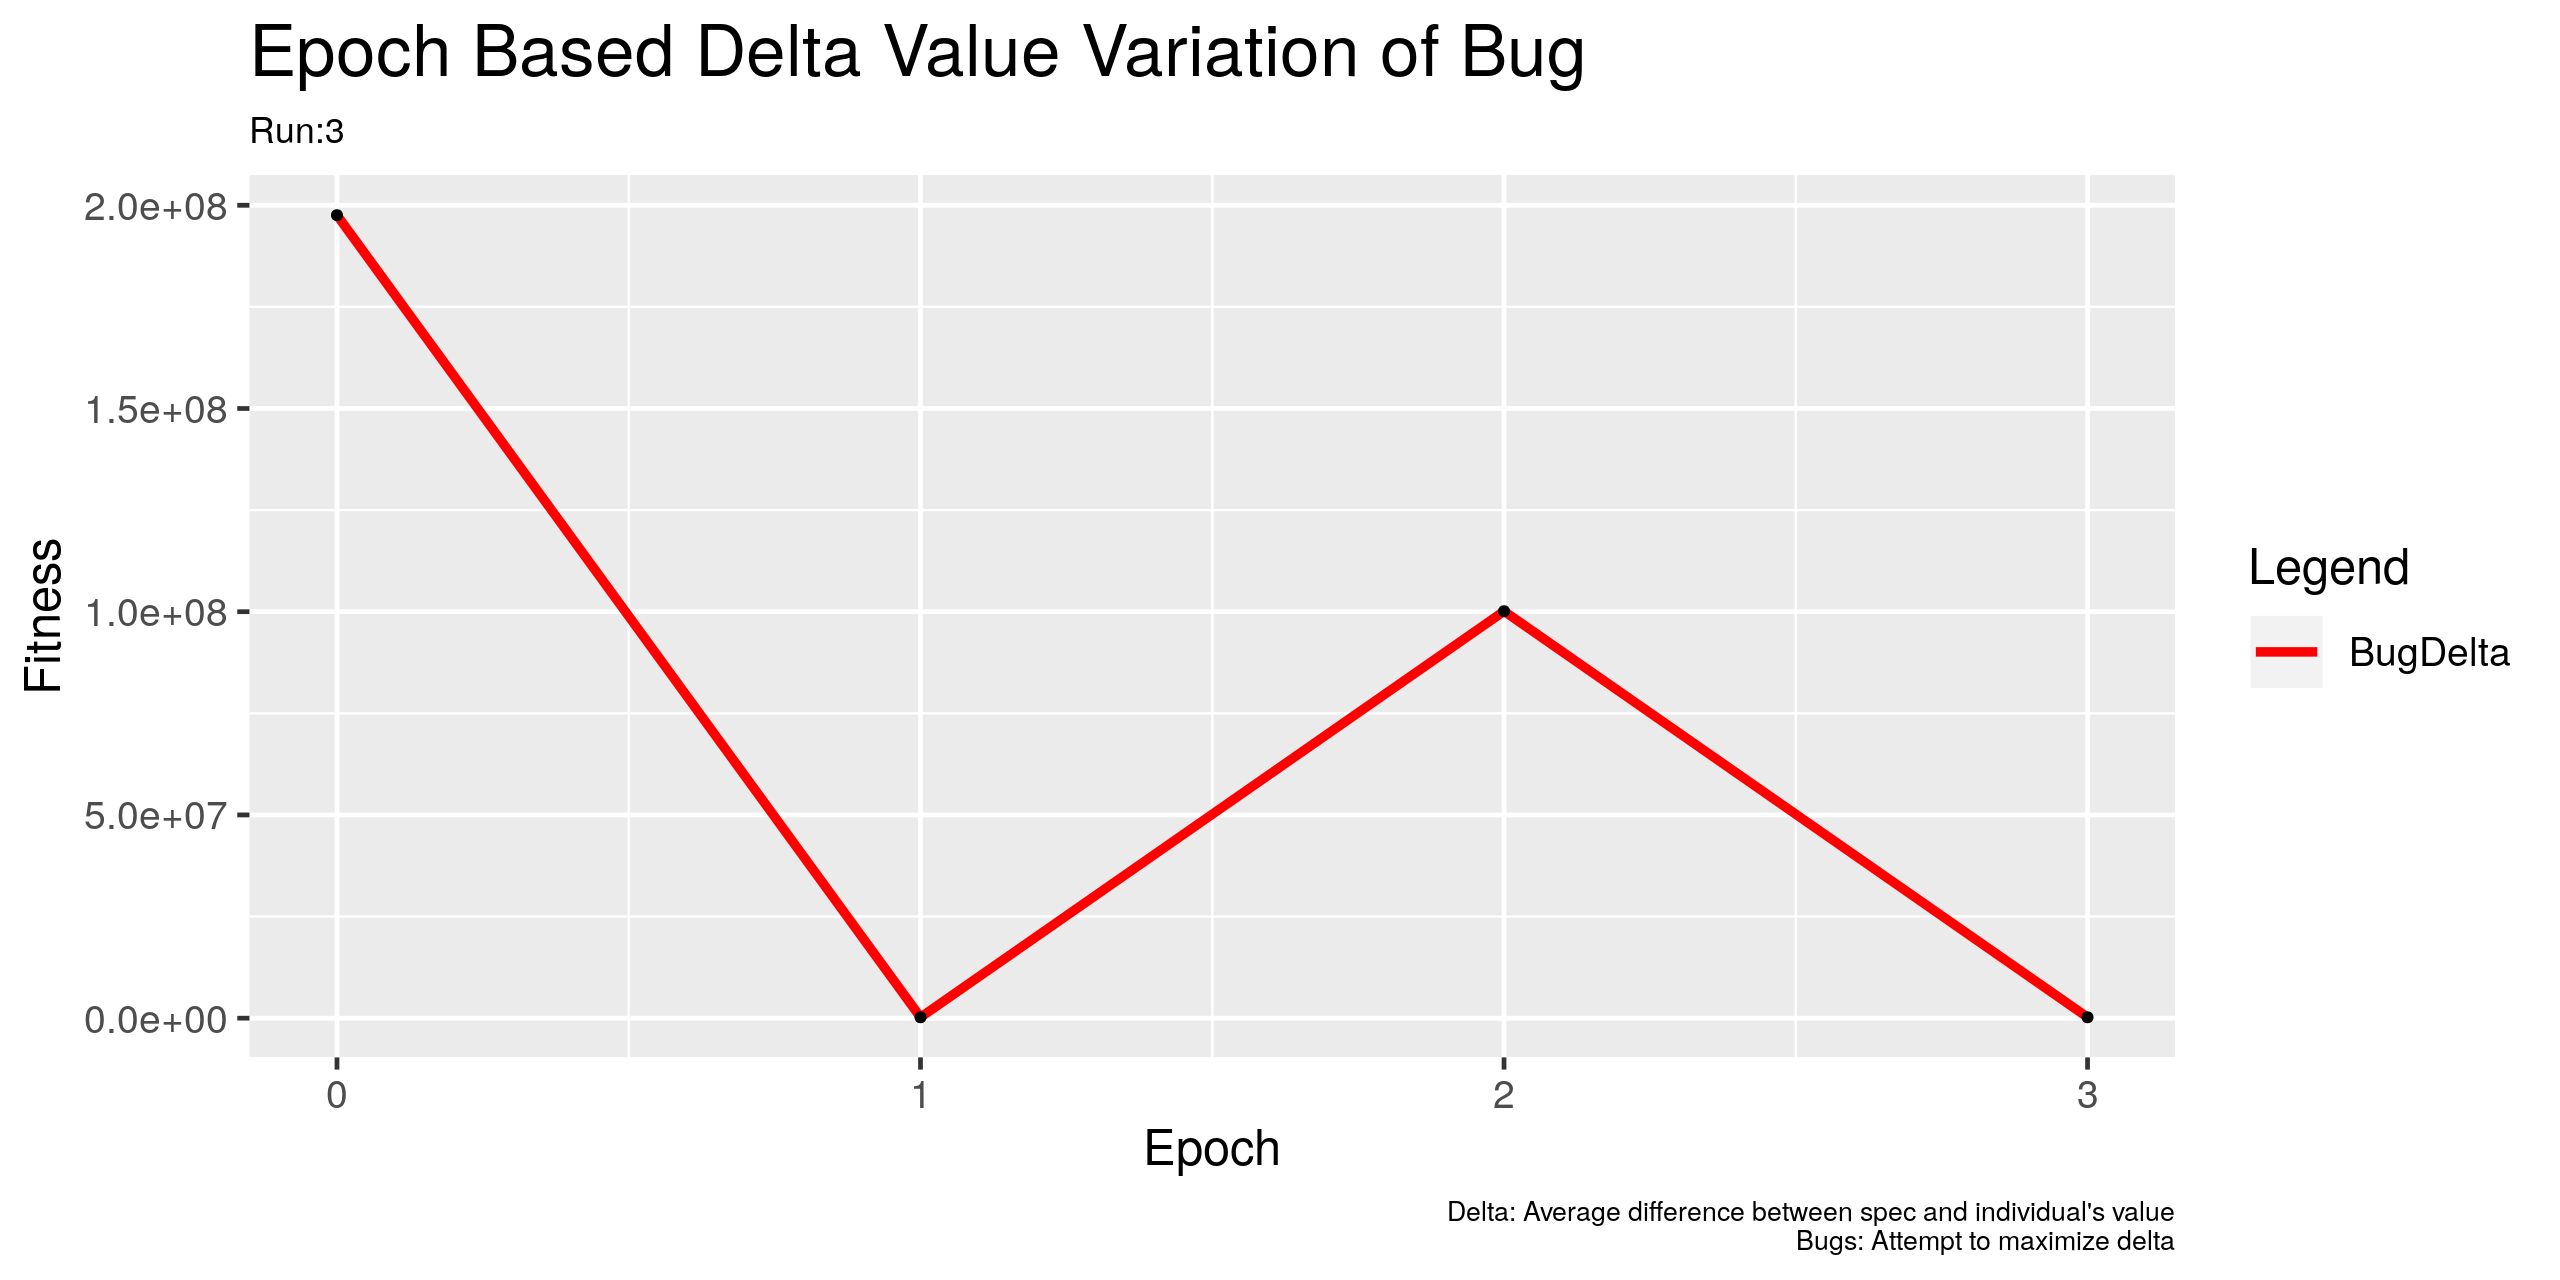 Epoch Based Delta Value Variation of Bug
Run:3
2.0e+08
1.5e+08
1.0e+08
5.0e+07
0.0e+00
Fitness
0 1 2 3
Epoch
Legend
BugDelta
Delta: Average difference between spec and individual's value
Bugs: Attempt to maximize delta